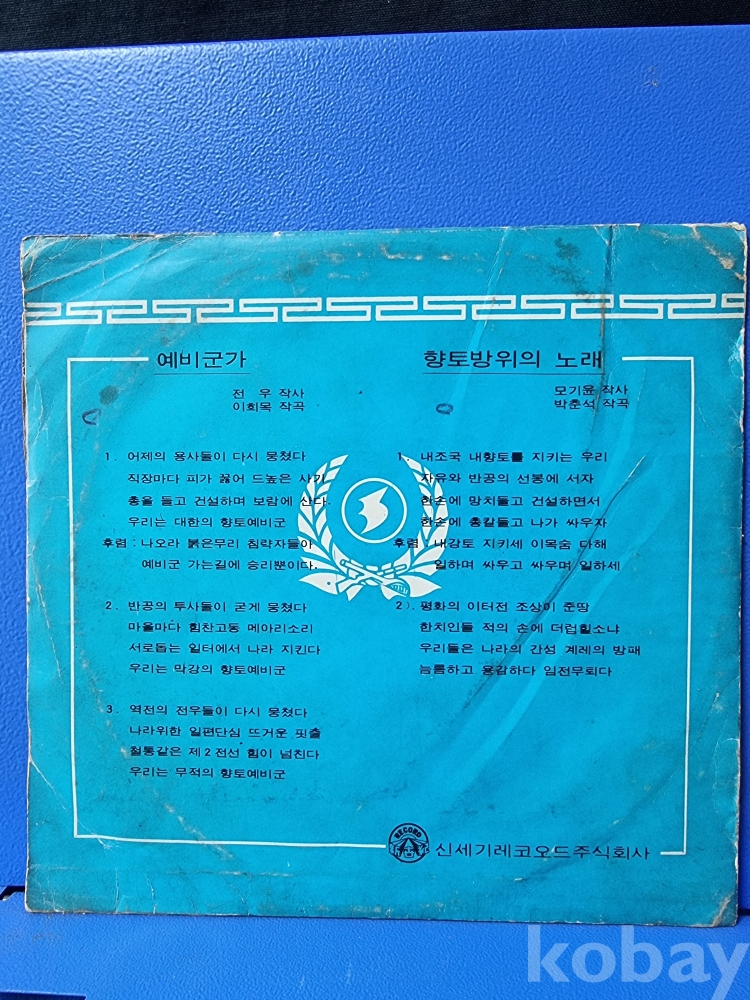 예비군가
전 우 작사
이희목 작곡
1. 어제의 용사들이 다시 뭉쳤다
직장마다 피가 끓어 드높은 사기
총을 들고 건설하며 보람에 산다.
우리는 대한의 향토예비군
후렴 : 나오라 붉은무리 침략자들아
예비군 가는길에 승리뿐이다.
2. 반공의 투사들이 굳게 뭉쳤다
마을마다 힘찬고동 메아리소리
서로돕는 일터에서 나라 지킨다
우리는 막강의 향토예비군
3. 역전의 전우들이 다시 뭉쳤다
나라위한 일편단심 뜨거운 핏줄
철통같은 제2전선 힘이 넘친다
우리는 무적의 향토예비군
향토방위의 노래
모기윤 작사
박춘석 작곡
1. 내조국 내향토를 지키는 우리
자유와 반공의 선봉에 서자
한손에 망치들고 건설하면서
한손에 총칼들고 나가 싸우자
후렴 : 내강토 지키세 이목숨 다해
일하며 싸우고 싸우며 일하세
2). 평화의 이터전 조상이 준땅
한치인들 적의 손에 더럽힐소냐
우리들은 나라의 간성 계레의 방패
늠름하고 용감하다 임전무퇴다
RECORD
신세기레코오드주식회사
kobay